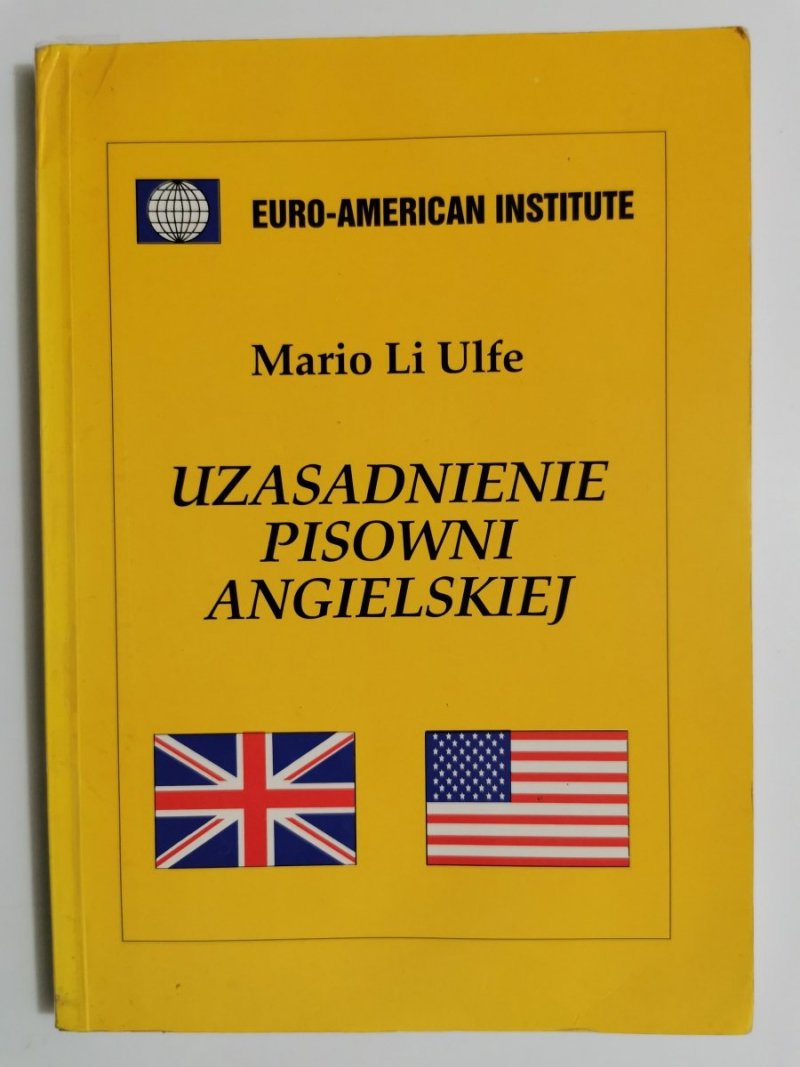 EURO-AMERICAN INSTITUTE
Mario Li Ulfe
UZASADNIENIE
PISOWNI
ANGIELSKIEJ